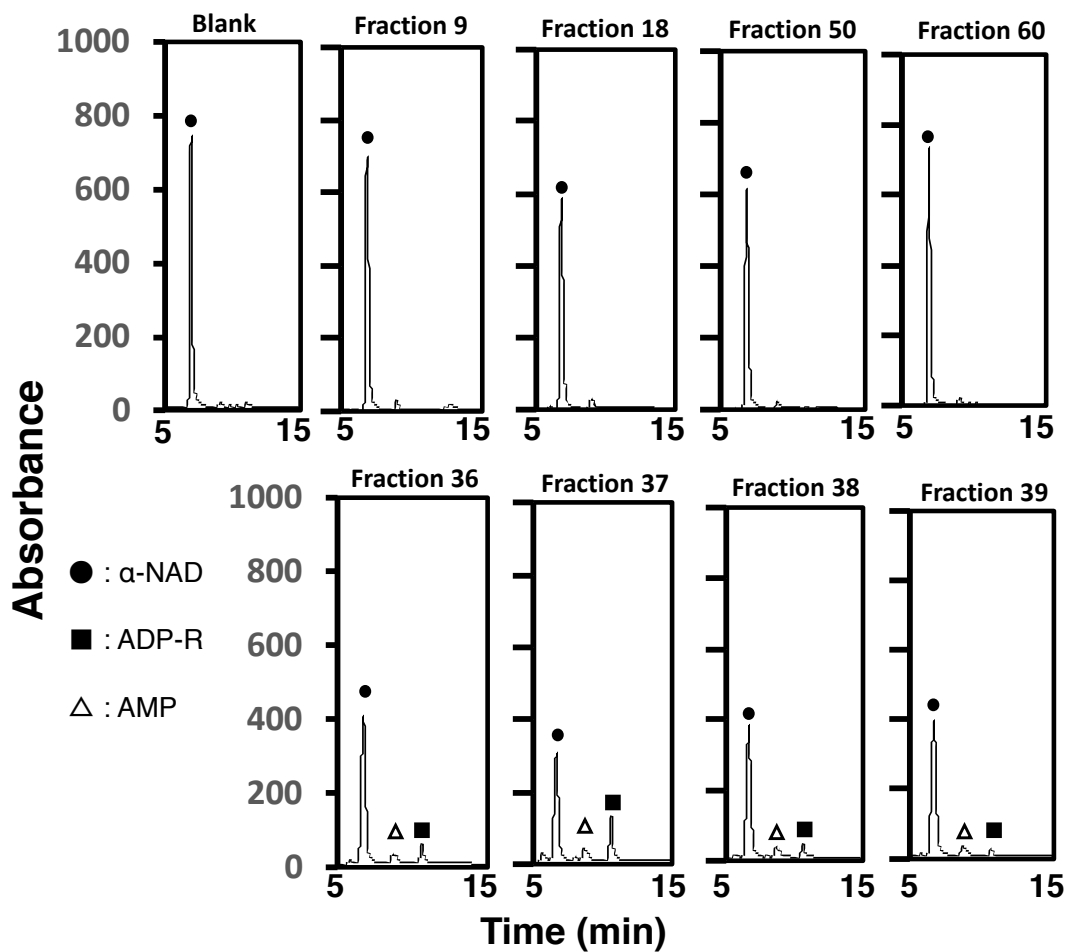 Blank
Fraction 9
Fraction 18
Fraction 50
Fraction 60
1000
800
600
400
200
0
5 15
5 15
5 15
5 15
5 15
Absorbance
Fraction 36
Fraction 37
Fraction 38
Fraction 39
1000
800
600
400
200
0
: α-NAD
: ADP-R
: AMP
5 15
5 15
5 15
5 15
Time (min)